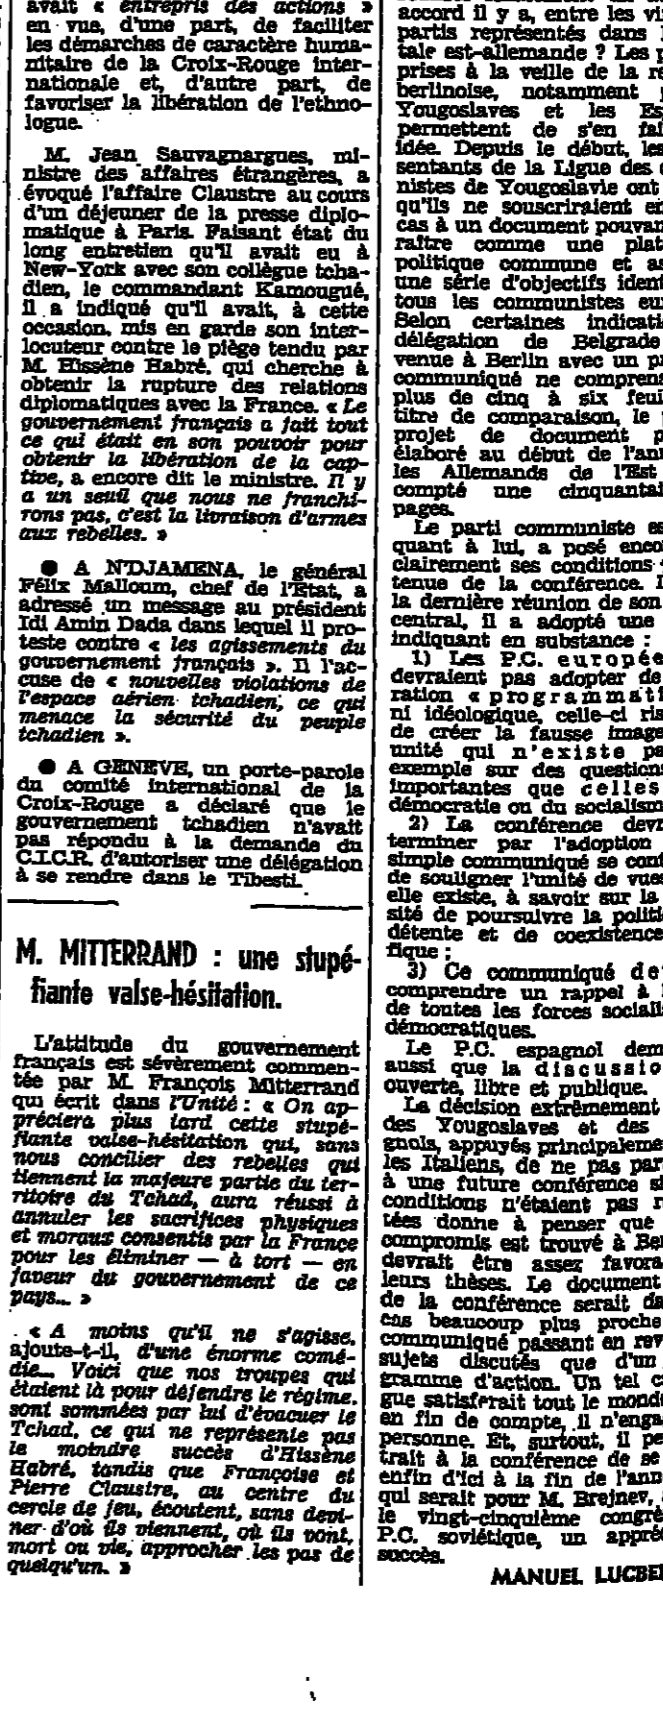 avait « entrepris des actions »
en vue, d'une part, de faciliter
les démarches de caractère huma-
nitaire de la Croix-Rouge inter-
nationale et, d'autre part, de
favoriser la libération de l'ethno-
logue.
M. Jean Sauvagnargues, mi-
nistre des affaires étrangères, a
évoqué l'affaire Claustre au cours
d'un déjeuner de la presse diplo-
matique à Paris. Faisant état du
long entretien qu'il avait eu à
New-York avec son collègue tcha-
dien, le commandant Kamougué,
il a indiqué qu'il avait, à cette
occasion, mis en garde son inter-
locuteur contre le piège tendu par
M. Hissène Habré, qui cherche à
obtenir la rupture des relations
diplomatiques avec la France. « Le
gouvernement français a fait tout
ce qui était en son pouvoir pour
obtenir la libération de la cap-
tive, a encore dit le ministre. Il y
a un seuil que nous ne franchi-
rons pas, c'est la livraison d'armes
aux rebelles. »
● A N'DJAMENA, le général
Félix Malloum, chef de l'Etat, a
adressé un message au président
Idi Amin Dada dans lequel il pro-
teste contre « les agissements du
gouvernement français ». Il l'ac-
cuse de « nouvelles violations de
l'espace aérien tchadien, ce qui
menace la sécurité du peuple
tchadien ».
● A GENEVE, un porte-parole
du comité international de la
Croix-Rouge a déclaré que le
gouvernement tchadien n'avait
pas répondu à la demande du
C.I.C.R. d'autoriser une délégation
à se rendre dans le Tibesti.
M. MITTERRAND : une stupé-
fiante valse-hésitation.
L'attitude du gouvernement
français est sévèrement commen-
tée par M. François Mitterrand
qui écrit dans l'Unité : « On ap-
préciera plus tard cette stupé-
fiante valse-hésitation qui, sans
nous concilier des rebelles qui
tiennent la majeure partie du ter-
ritoire du Tchad, aura réussi à
annuler les sacrifices physiques
et moraux consentis par la France
pour les éliminer — à tort — en
faveur du gouvernement de ce
pays... »
« A moins qu'il ne s'agisse,
ajoute-t-il, d'une énorme comé-
die... Voici que nos troupes qui
étaient là pour défendre le régime,
sont sommées par lui d'évacuer le
Tchad, ce qui ne représente pas
le moindre succès d'Hissène
Habré, tandis que Françoise et
Pierre Claustre, au centre du
cercle de jeu, écoutent, sans devi-
ner d'où ils viennent, où ils vont,
mort ou vie, approcher les pas de
quelqu'un. »
accord il y a, entre les vi
partis représentés dans
tale est-allemande ? Les p
prises à la veille de la ré
berlinoise, notamment
Yougoslaves et les Es
permettent de s'en fai
idée. Depuis le début, les
sentants de la Ligue des
nistes de Yougoslavie ont
qu'ils ne souscriraient en
cas à un document pouvan
raître comme une plat
politique commune et as
une série d'objectifs ident
tous les communistes eu
Selon certaines indicati
délégation de Belgrade
venue à Berlin avec un p
communiqué ne comprena
plus de cinq à six feui
titre de comparaison, le
projet de document p
élaboré au début de l'ann
les Allemands de l'Est
compté une cinquantai
pages.
Le parti communiste es
quant à lui, a posé enco
clairement ses conditions
tenue de la conférence. I
la dernière réunion de son
central, il a adopté une
indiquant en substance :
1) Les P.C. europée
devraient pas adopter de
ration « programmati
ni idéologique, celle-ci ris
de créer la fausse image
unité qui n'existe pa
exemple sur des questions
importantes que celles
démocratie ou du socialism
2) La conférence devr
terminer par l'adoption
simple communiqué se cont
de souligner l'unité de vues
elle existe, à savoir sur la
sité de poursuivre la politi
détente et de coexistence
fique ;
3) Ce communiqué de
comprendre un rappel à
de toutes les forces sociali
démocratiques.
Le P.C. espagnol dem
aussi que la discussio
ouverte, libre et publique.
La décision extrêmement
des Yougoslaves et des
gnols, appuyés principaleme
les Italiens, de ne pas par
à une future conférence si
conditions n'étaient pas r
tées donne à penser que
compromis est trouvé à Ber
devrait être assez favora
leurs thèses. Le document
de la conférence serait da
cas beaucoup plus proche
communiqué passant en rev
sujets discutés que d'un
gramme d'action. Un tel c
gue satisferait tout le monde
en fin de compte, il n'enga
personne. Et, surtout, il pe
trait à la conférence de se
enfin d'ici à la fin de l'ann
qui serait pour M. Brejnev,
le vingt-cinquième congrè
P.C. soviétique, un appré
succès.
MANUEL LUCBE